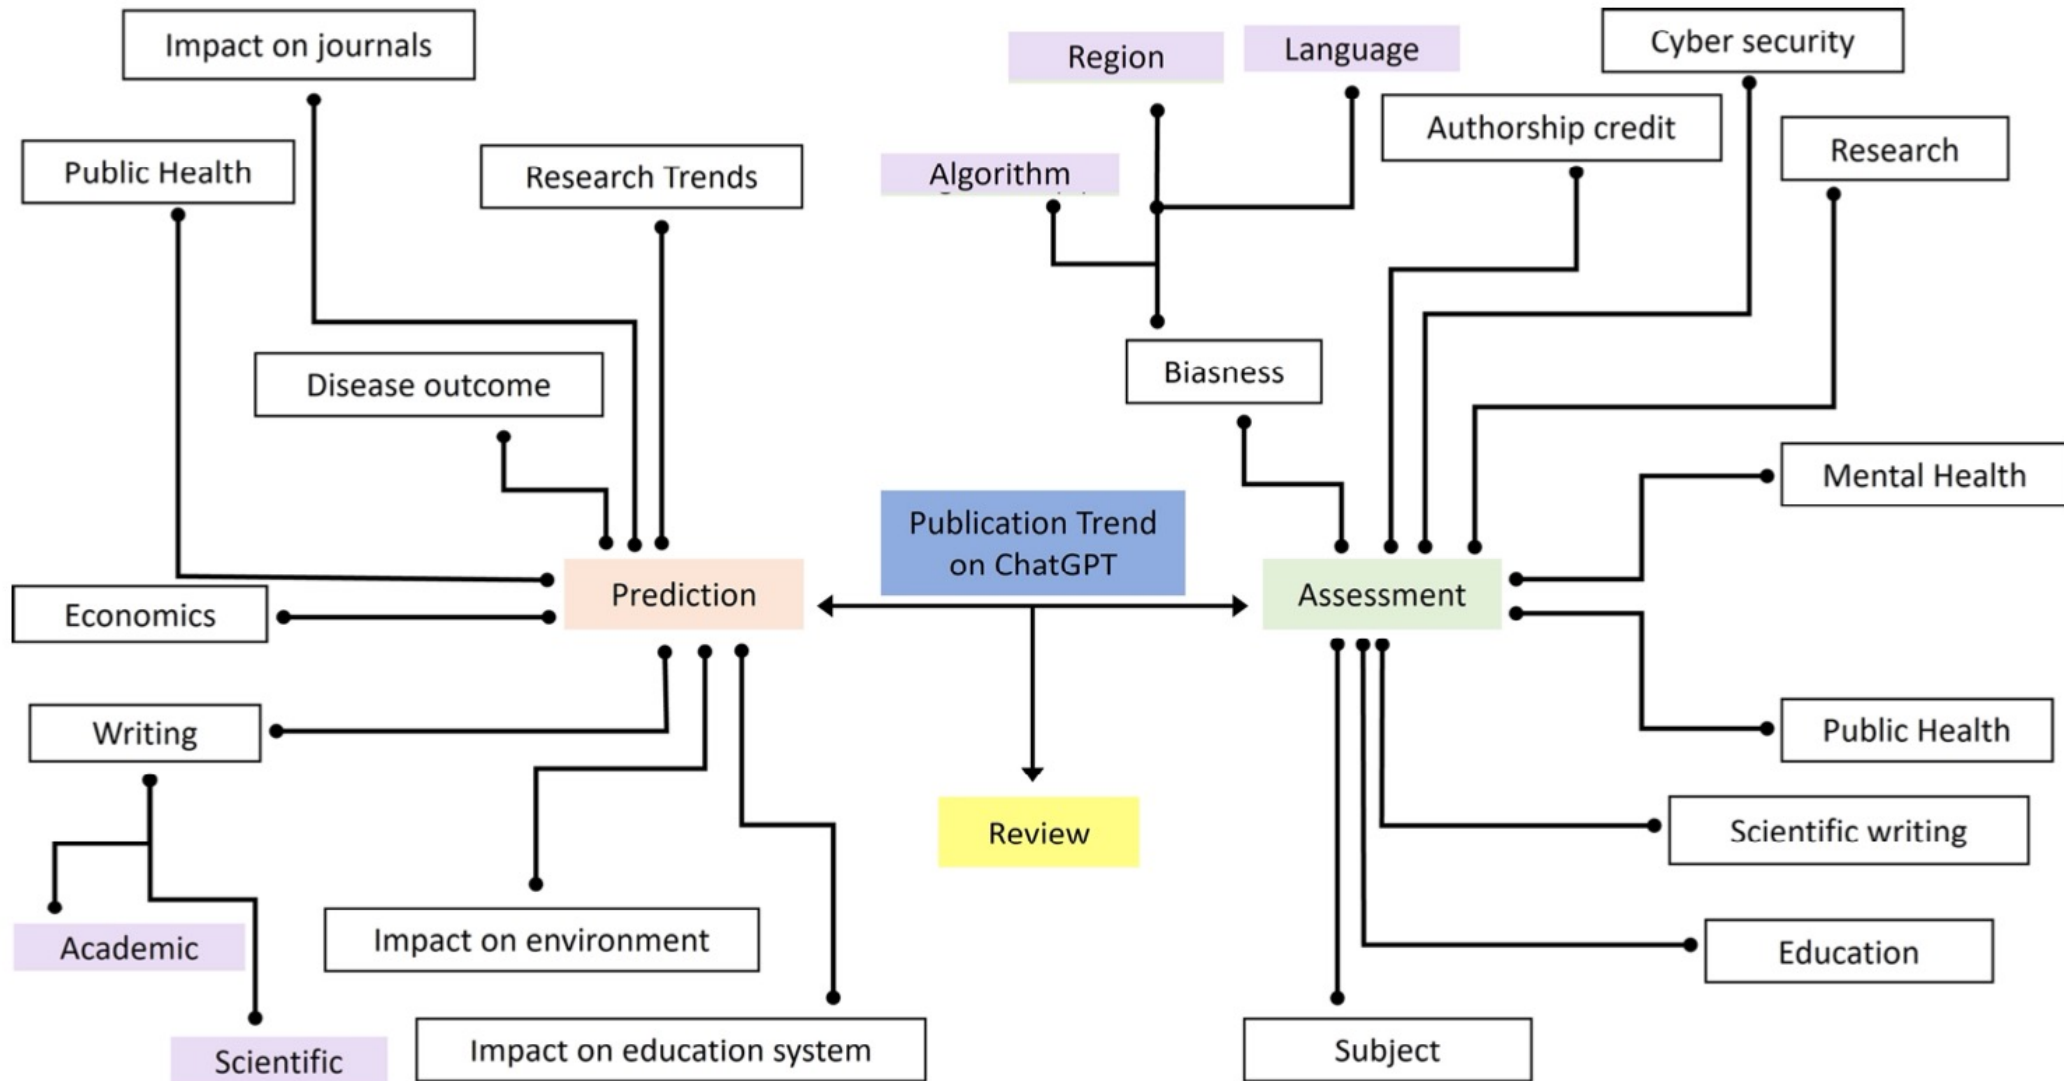 Impact on journals
Region
Language
Cyber security
Authorship credit
Public Health
Research Trends
Algorithm
Research
Disease outcome
Biasness
Mental Health
Publication Trend
on ChatGPT
Prediction
Assessment
Economics
Writing
Public Health
Review
Scientific writing
Academic
Impact on environment
Education
Scientific
Impact on education system
Subject